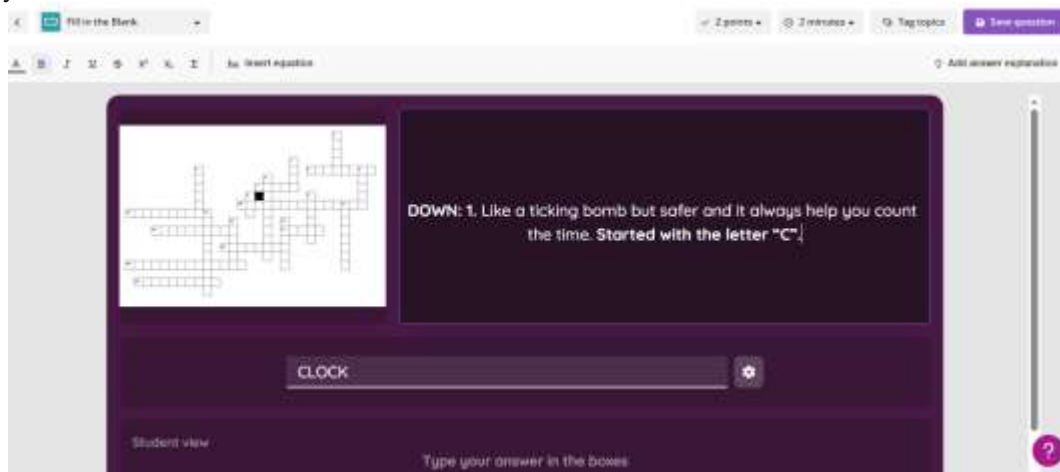 Fill in the Blank
2 points
2 minutes
Tag topics
Save question
A B I U S X² X₂ Σ
Insert equation
Add answer explanation
DOWN: 1. Like a ticking bomb but safer and it always help you count
the time. Started with the letter "C".
CLOCK
Student view
Type your answer in the boxes
?